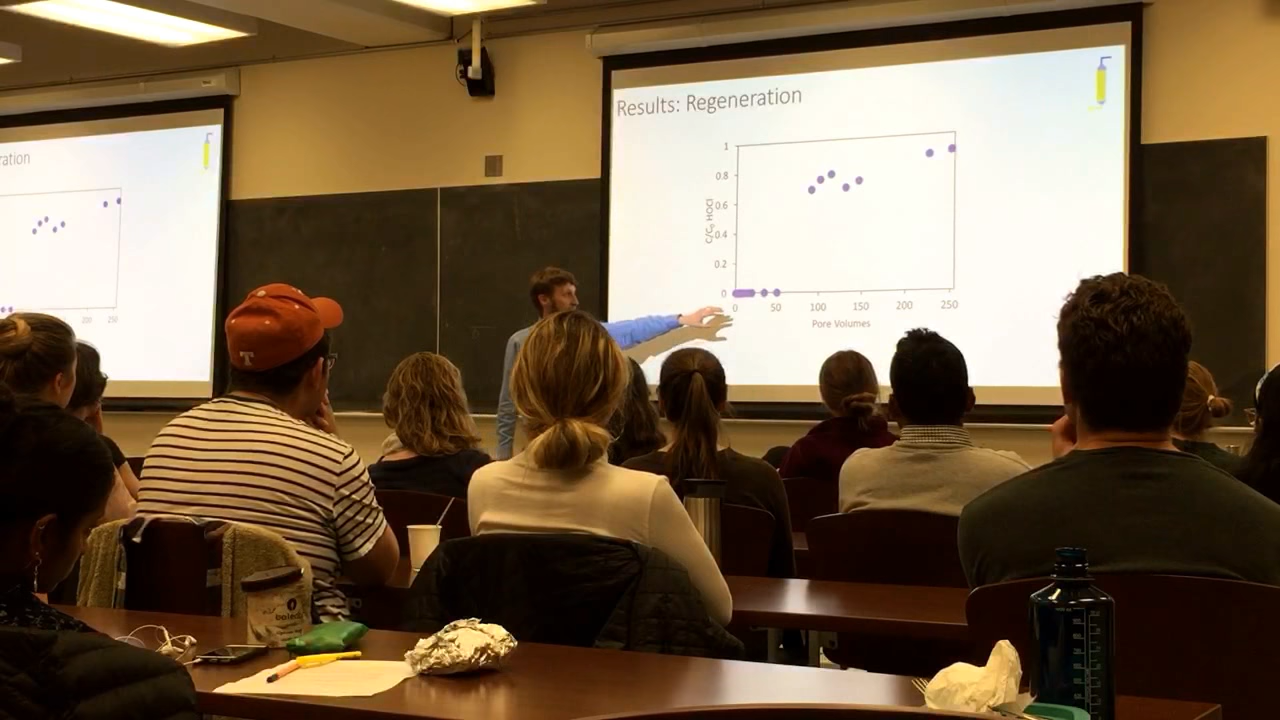 ration
200 250
Results: Regeneration
1
0.8
0.6
0.4
0.2
0
C/C₀ HOCl
0 50 100 150 200 250
Pore Volumes
T